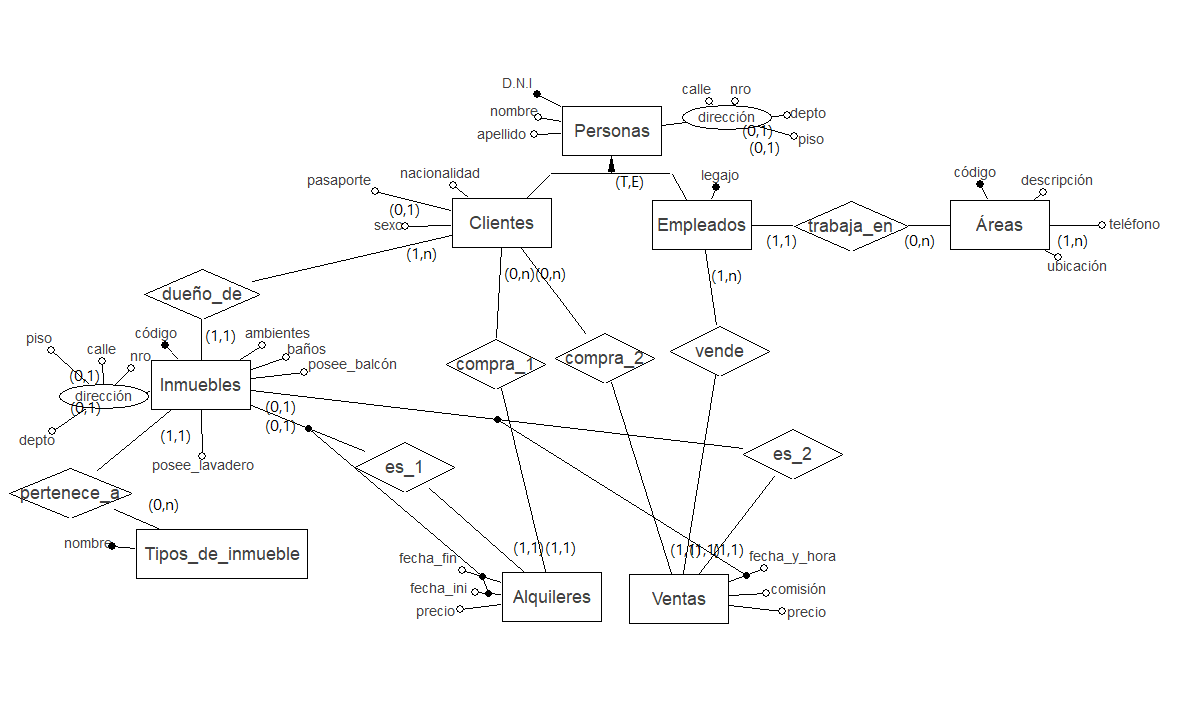 D.N.I
nombre
apellido
Personas
calle
nro
dirección
depto
(0,1)
piso
(0,1)
(T,E)
pasaporte
nacionalidad
(0,1)
sexo
Clientes
(1,n)
legajo
Empleados
(1,1)
trabaja_en
(0,n)
código
descripción
Áreas
teléfono
(1,n)
ubicación
dueño_de
(1,1)
(0,n)
(0,n)
(1,n)
compra_1
compra_2
vende
piso
calle
nro
código
ambientes
baños
posee_balcón
(0,1)
dirección
(0,1)
depto
Inmuebles
(0,1)
(0,1)
(1,1)
posee_lavadero
pertenece_a
(0,n)
nombre
Tipos_de_inmueble
es_1
es_2
(1,1)
(1,1)
(1,1)
(1,1)
(1,1)
fecha_fin
fecha_ini
precio
Alquileres
Ventas
fecha_y_hora
comisión
precio